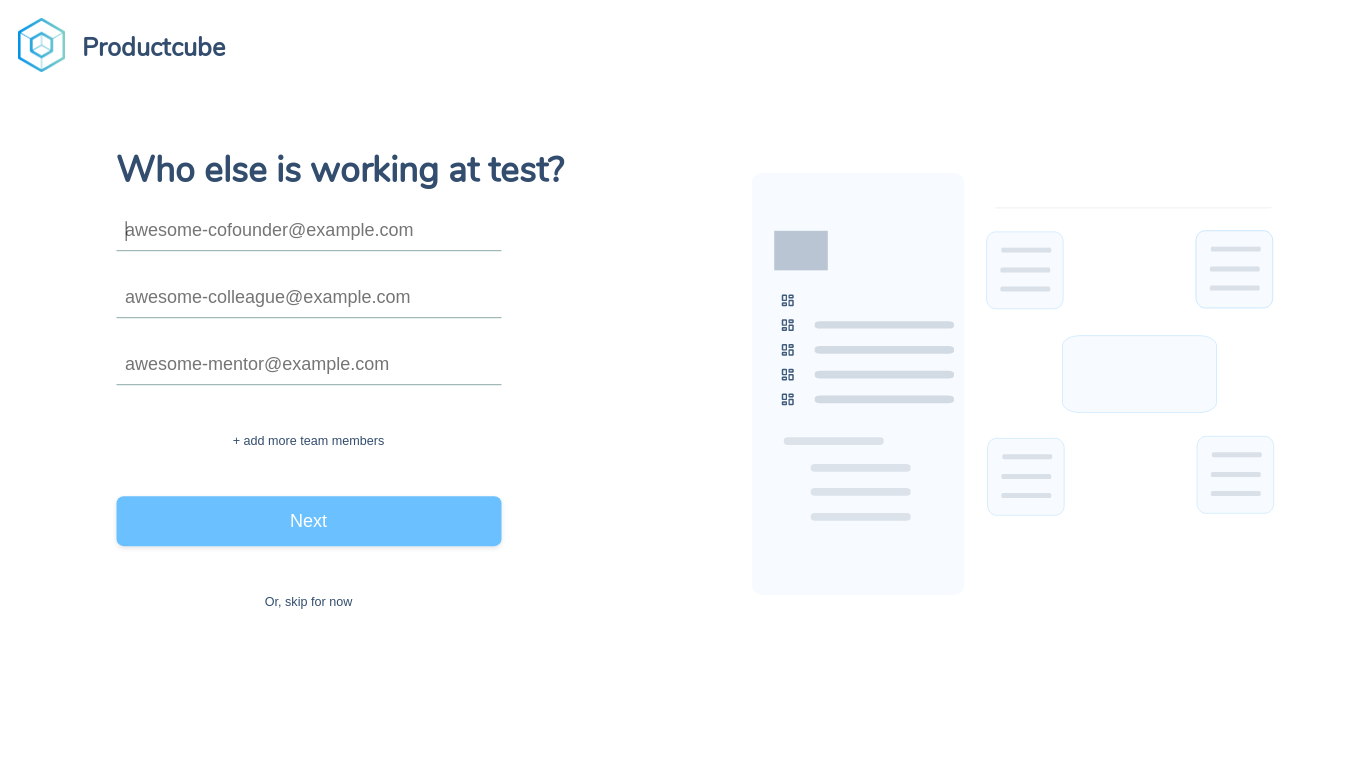 Productcube
Who else is working at test?
awesome-cofounder@example.com
awesome-colleague@example.com
awesome-mentor@example.com
+ add more team members
Next
Or, skip for now